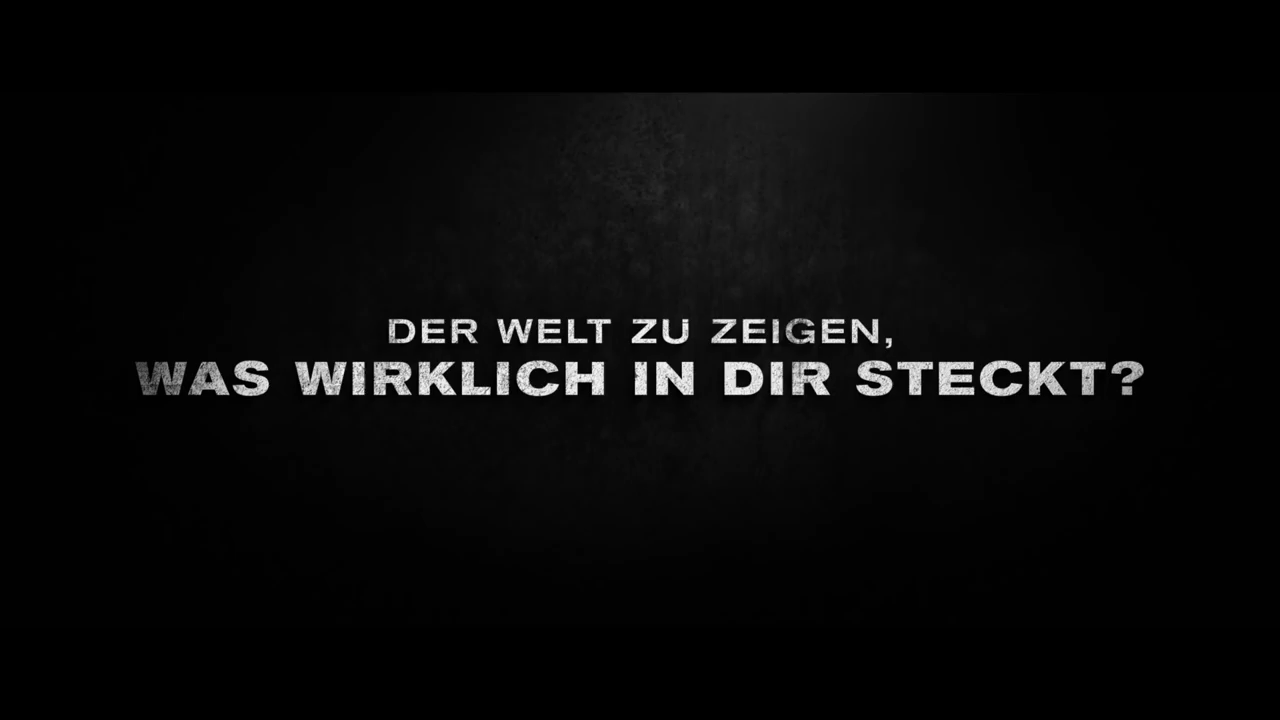 DER WELT ZU ZEIGEN,
WAS WIRKLICH IN DIR STECKT?